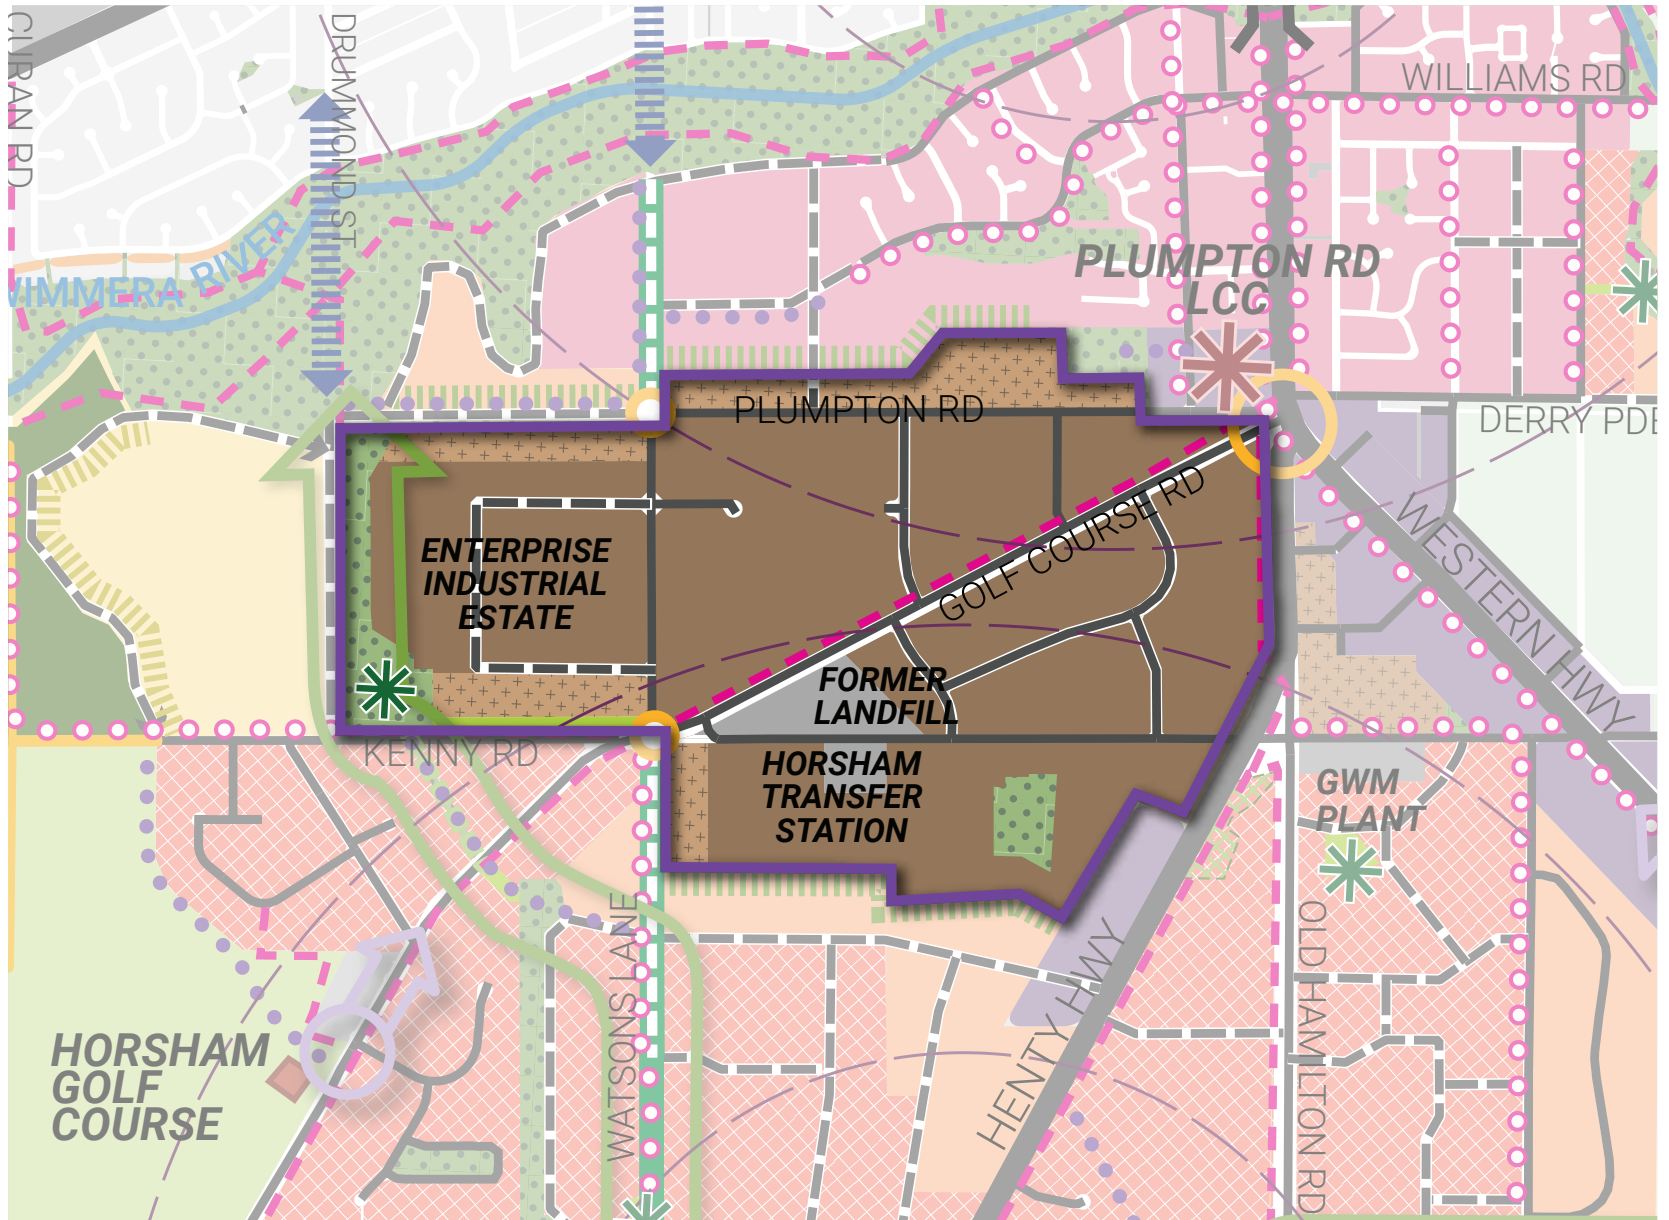 CURAN RD
DRUMMOND ST
WILLIAMS RD
WIMMERA RIVER
PLUMPTON RD
LCC
PLUMPTON RD
DERRY PDE
GOLF COURSE RD
WESTERN HWY
ENTERPRISE
INDUSTRIAL
ESTATE
FORMER
LANDFILL
KENNY RD
HORSHAM
TRANSFER
STATION
GWM
PLANT
WATSONS LANE
HENTY HWY
OLD HAMILTON RD
HORSHAM
GOLF
COURSE